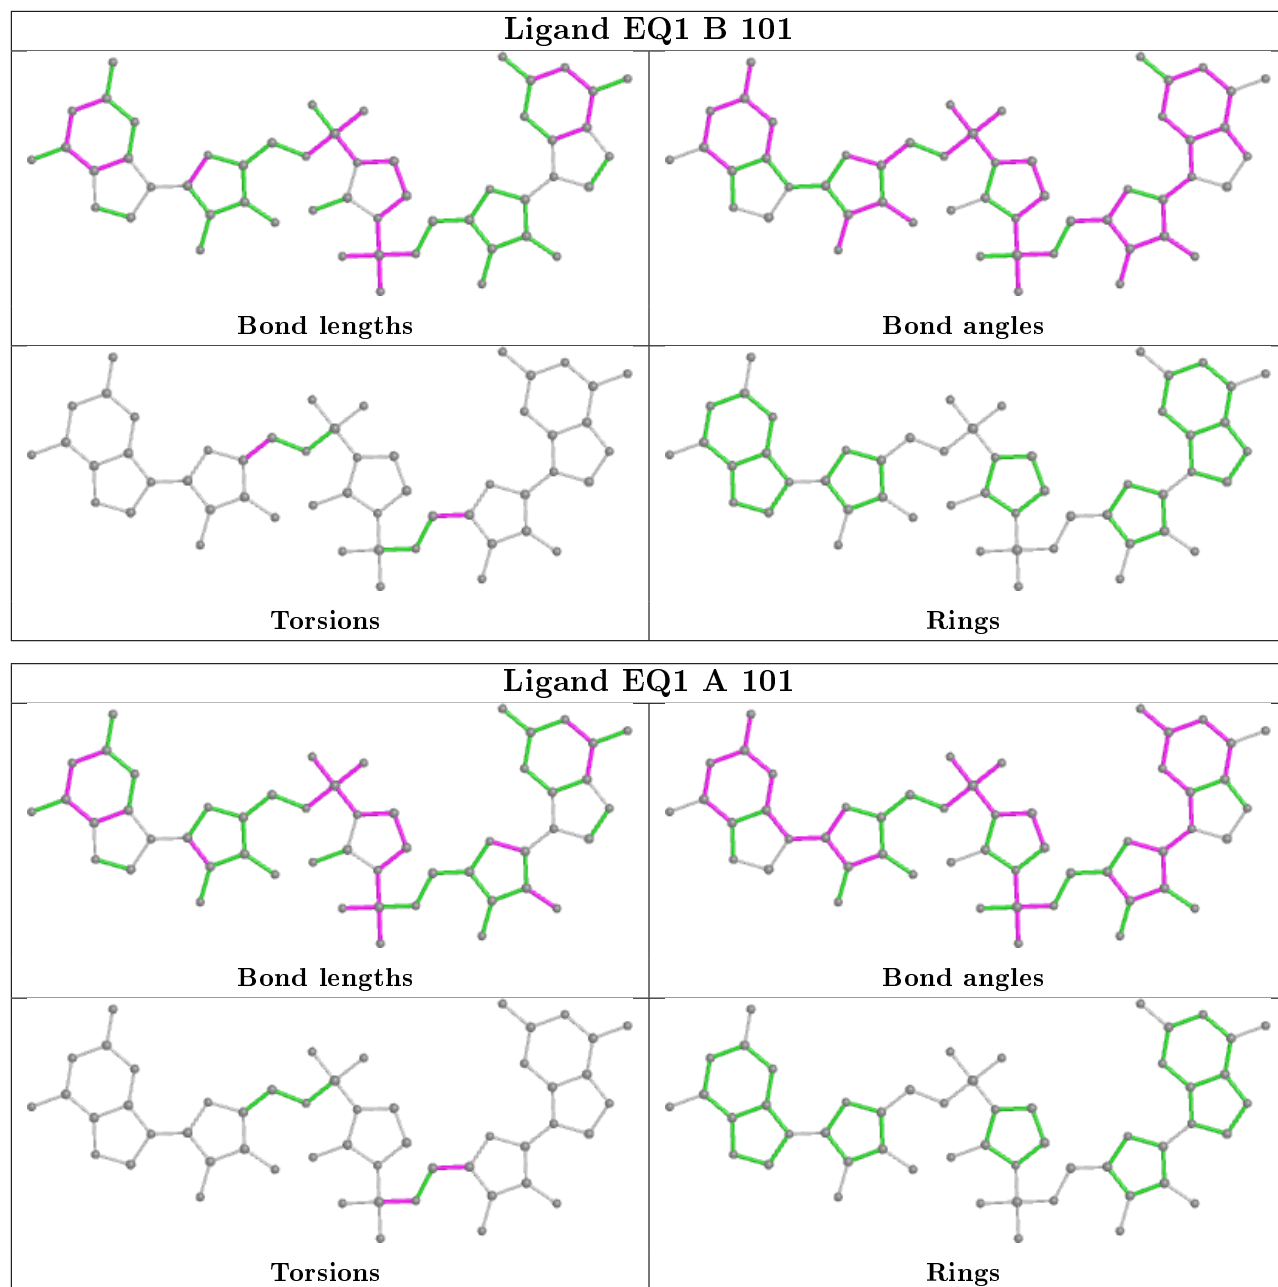 Ligand EQ1 B 101
Bond lengths
Bond angles
Torsions
Rings
Ligand EQ1 A 101
Bond lengths
Bond angles
Torsions
Rings